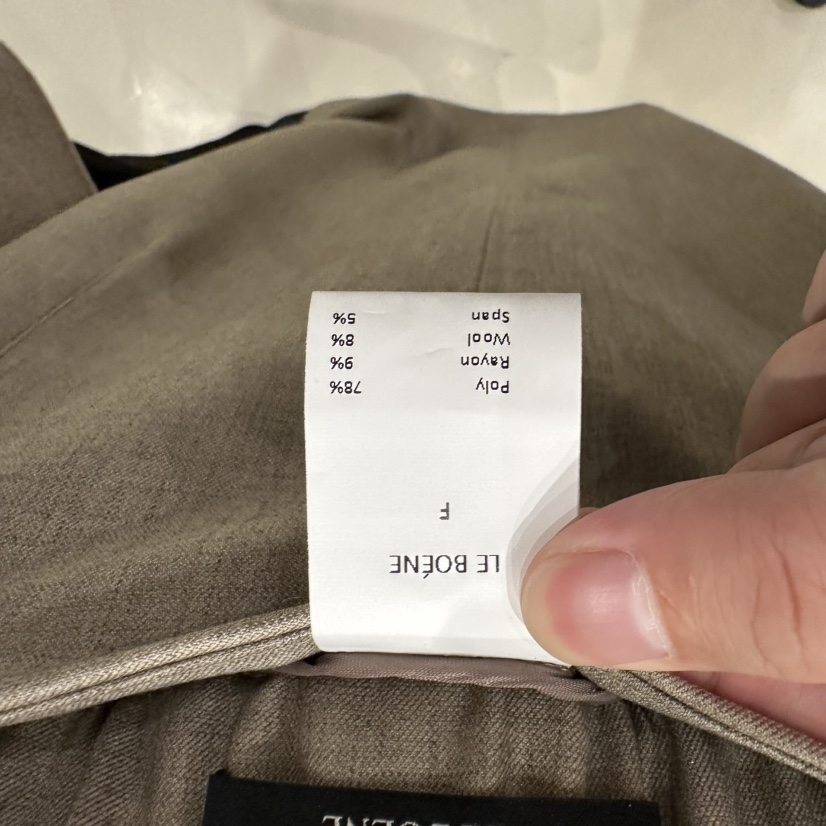 LE BOÉNE
F
Poly 78%
Rayon 9%
Wool 8%
Span 5%